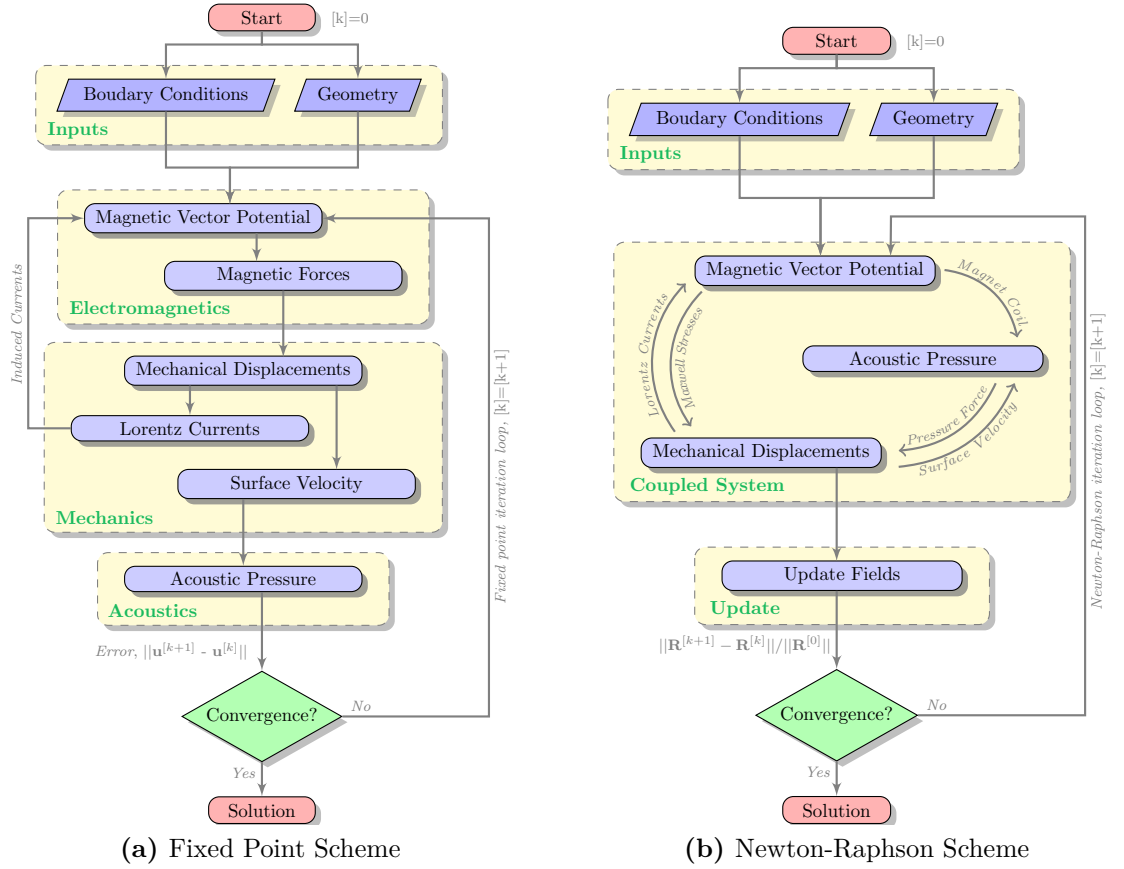 Start
[k]=0
Boudary Conditions
Geometry
Inputs
Magnetic Vector Potential
Magnetic Forces
Electromagnetics
Induced Currents
Mechanical Displacements
Lorentz Currents
Surface Velocity
Mechanics
Acoustic Pressure
Acoustics
Fixed point iteration loop, [k]=[k+1]
Error, ||u^[k+1] - u^[k]||
Convergence?
No
Yes
Solution
(a) Fixed Point Scheme
Start
[k]=0
Boudary Conditions
Geometry
Inputs
Magnetic Vector Potential
Magnet Coil
Lorentz Currents
Maxwell Stresses
Acoustic Pressure
Pressure Force
Surface Velocity
Mechanical Displacements
Coupled System
Newton-Raphson iteration loop, [k]=[k+1]
Update Fields
Update
||R^[k+1] − R^[k]||/||R^[0]||
Convergence?
No
Yes
Solution
(b) Newton-Raphson Scheme